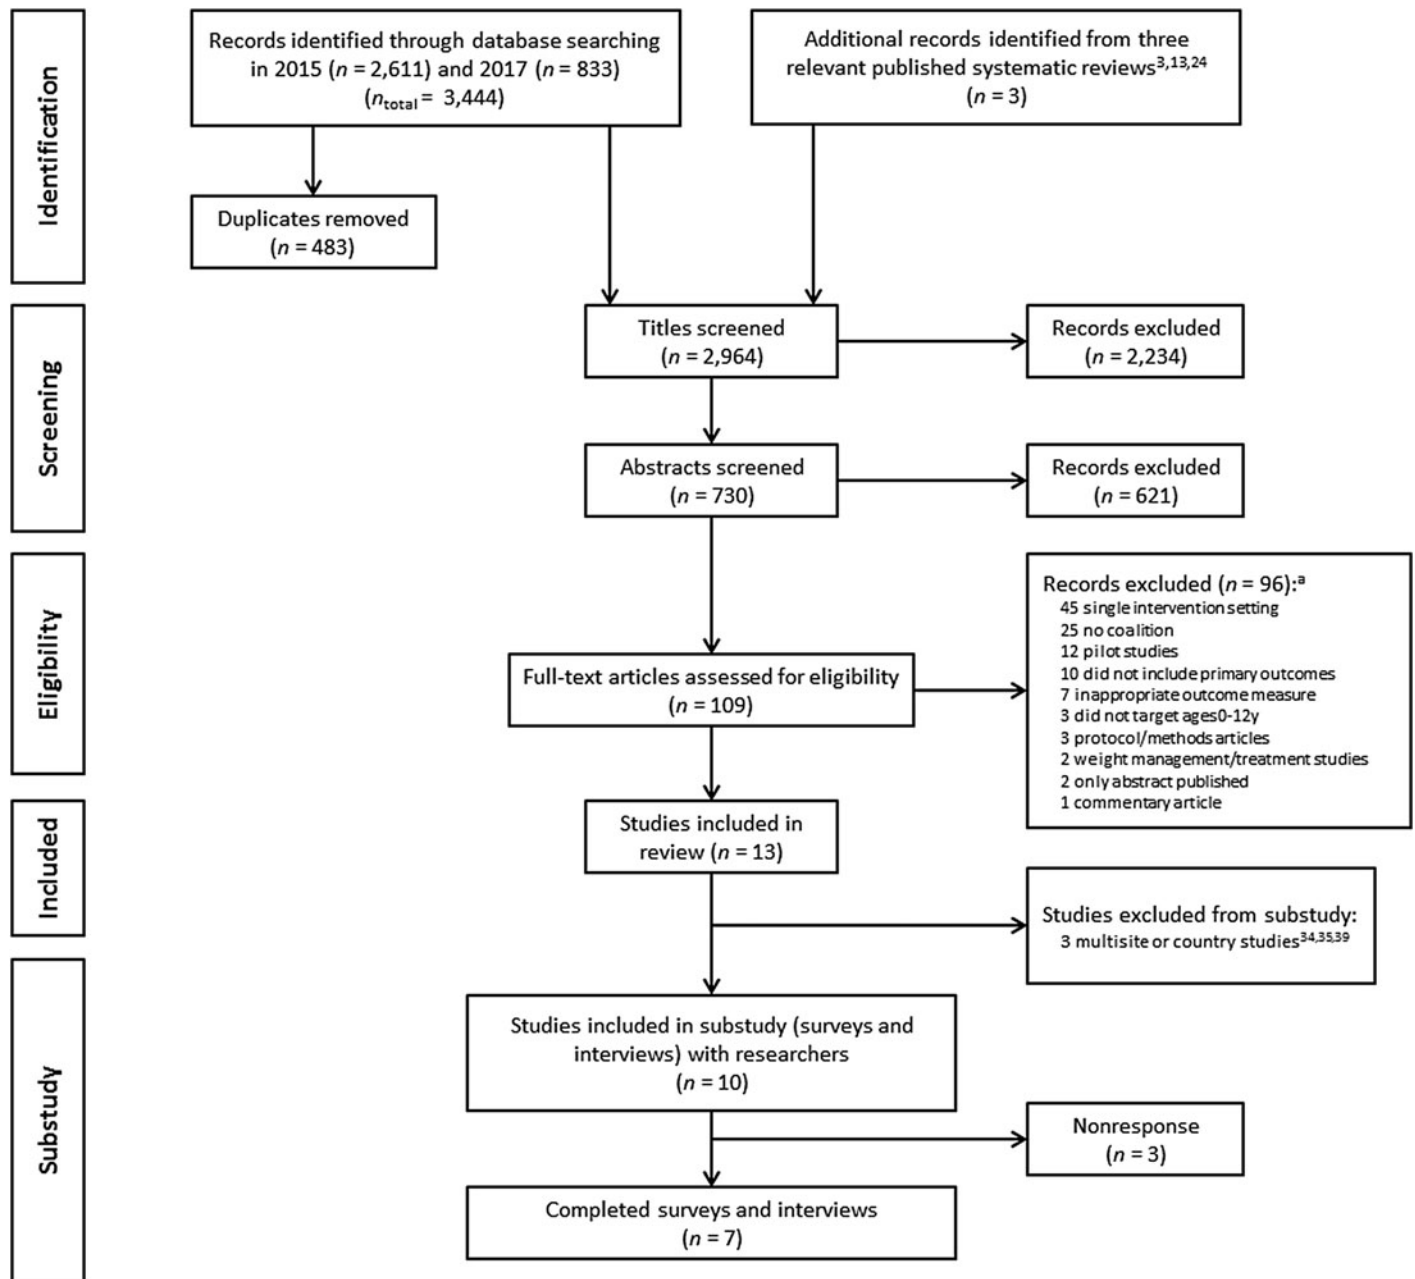 Identification
Records identified through database searching
in 2015 (n = 2,611) and 2017 (n = 833)
(ntotal = 3,444)
Additional records identified from three
relevant published systematic reviews3,13,24
(n = 3)
Duplicates removed
(n = 483)
Screening
Titles screened
(n = 2,964)
Records excluded
(n = 2,234)
Abstracts screened
(n = 730)
Records excluded
(n = 621)
Eligibility
Full-text articles assessed for eligibility
(n = 109)
Records excluded (n = 96):a
45 single intervention setting
25 no coalition
12 pilot studies
10 did not include primary outcomes
7 inappropriate outcome measure
3 did not target ages0-12y
3 protocol/methods articles
2 weight management/treatment studies
2 only abstract published
1 commentary article
Included
Studies included in
review (n = 13)
Studies excluded from substudy:
3 multisite or country studies34,35,39
Substudy
Studies included in substudy (surveys and
interviews) with researchers
(n = 10)
Nonresponse
(n = 3)
Completed surveys and interviews
(n = 7)